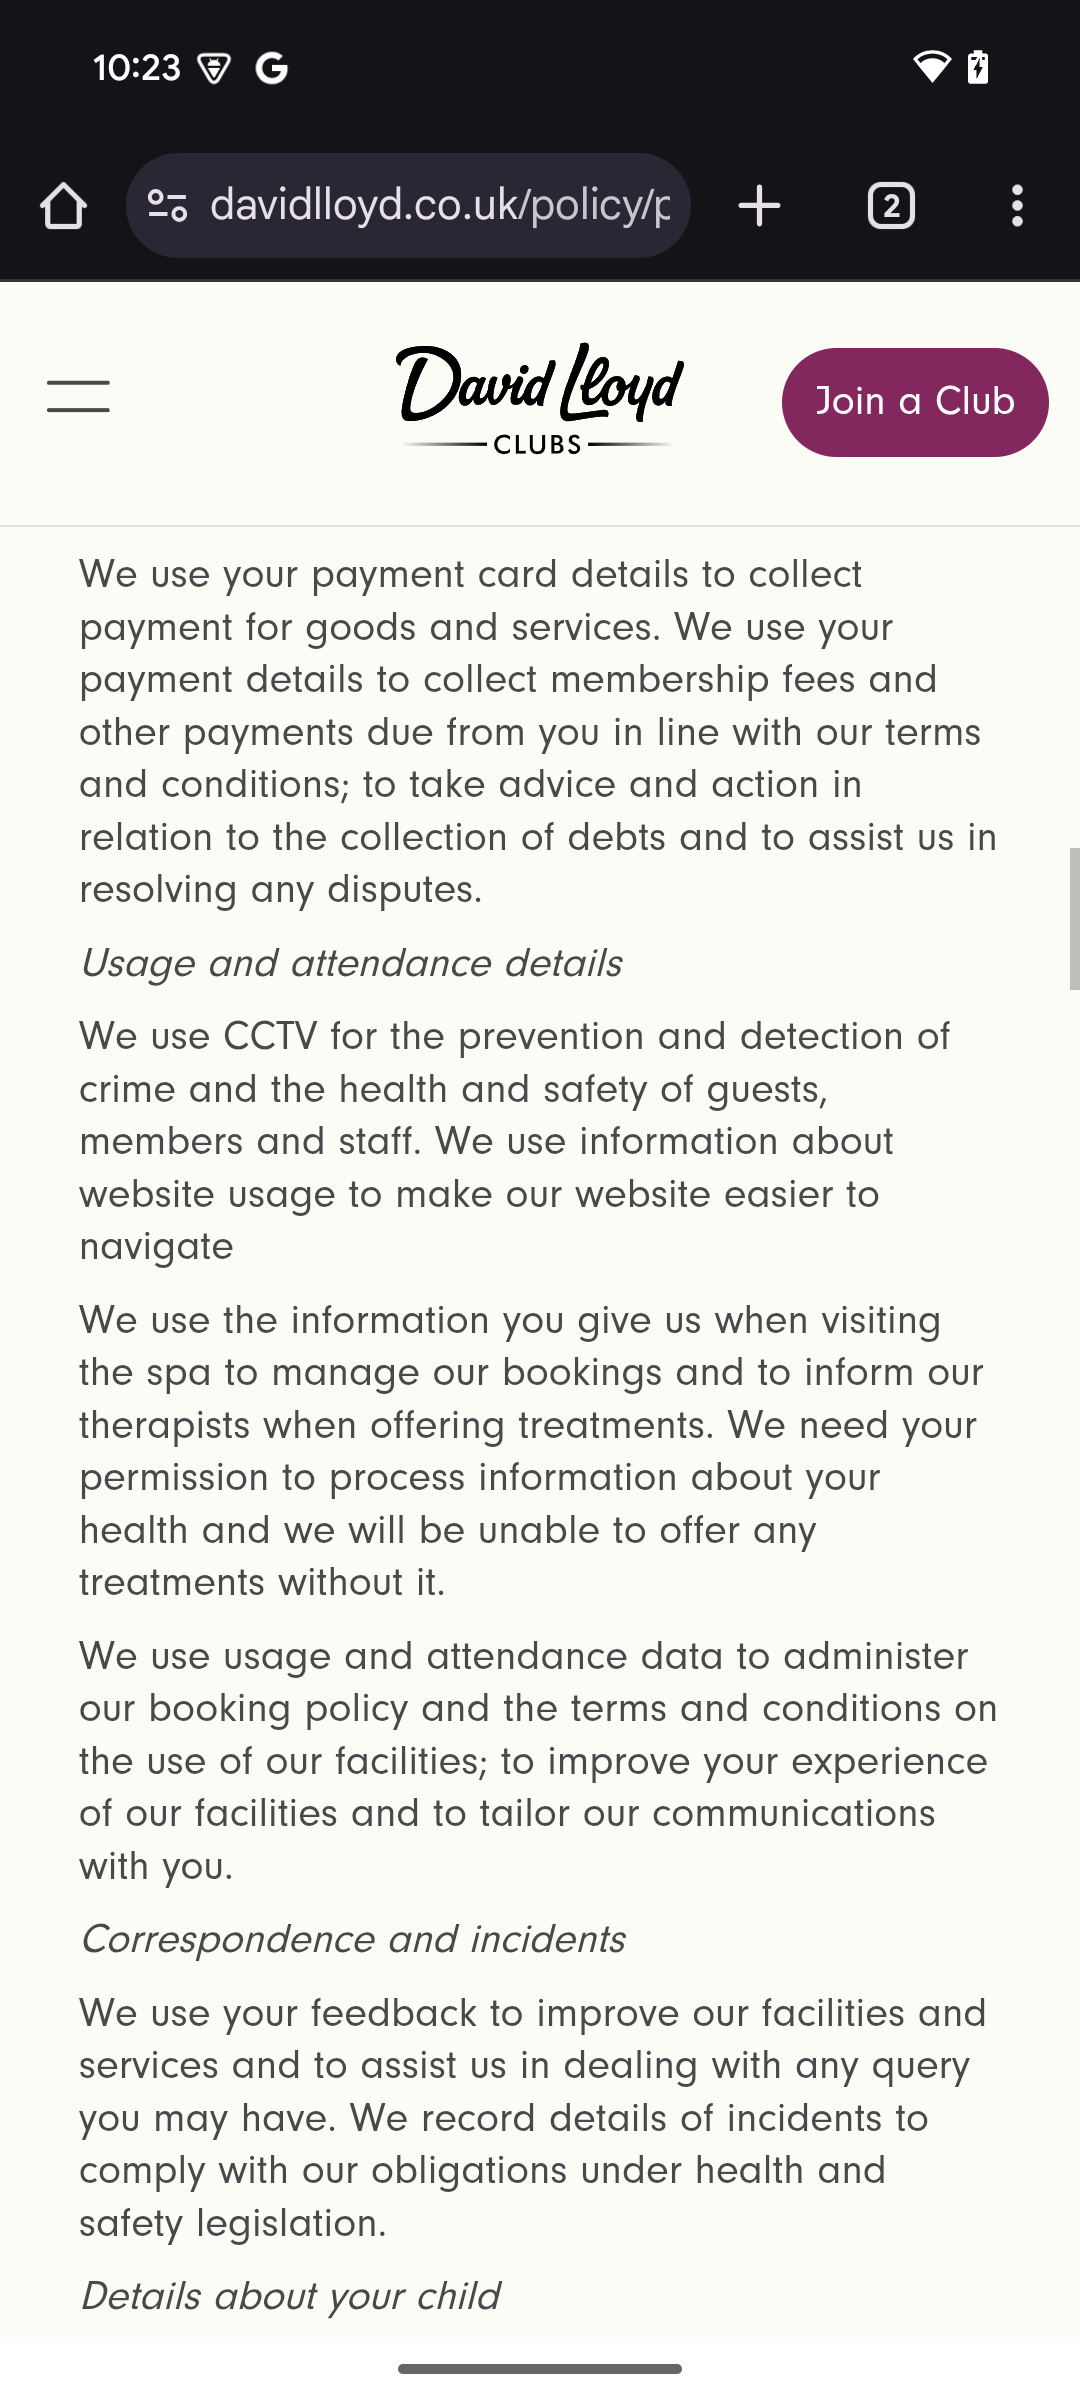 10:23
davidlloyd.co.uk/policy/p
2
David Lloyd
CLUBS
Join a Club
We use your payment card details to collect
payment for goods and services. We use your
payment details to collect membership fees and
other payments due from you in line with our terms
and conditions; to take advice and action in
relation to the collection of debts and to assist us in
resolving any disputes.
Usage and attendance details
We use CCTV for the prevention and detection of
crime and the health and safety of guests,
members and staff. We use information about
website usage to make our website easier to
navigate
We use the information you give us when visiting
the spa to manage our bookings and to inform our
therapists when offering treatments. We need your
permission to process information about your
health and we will be unable to offer any
treatments without it.
We use usage and attendance data to administer
our booking policy and the terms and conditions on
the use of our facilities; to improve your experience
of our facilities and to tailor our communications
with you.
Correspondence and incidents
We use your feedback to improve our facilities and
services and to assist us in dealing with any query
you may have. We record details of incidents to
comply with our obligations under health and
safety legislation.
Details about your child